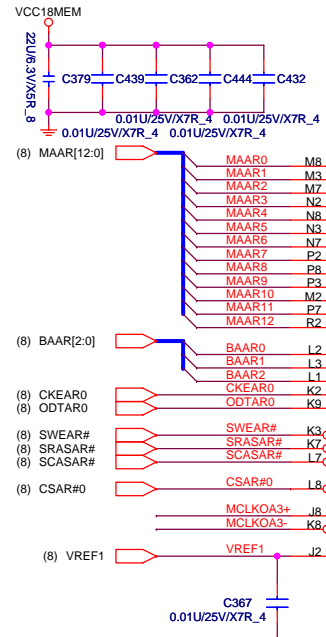 VCC18MEM
22U/6.3V/X5R_8
C379 C439 C362 C444 C432
0.01U/25V/X7R_4 0.01U/25V/X7R_4
0.01U/25V/X7R_4 0.01U/25V/X7R_4
(8) MAAR[12:0]
MAAR0 M8
MAAR1 M3
MAAR2 M7
MAAR3 N2
MAAR4 N8
MAAR5 N3
MAAR6 N7
MAAR7 P2
MAAR8 P8
MAAR9 P3
MAAR10 M2
MAAR11 P7
MAAR12 R2
(8) BAAR[2:0]
BAAR0 L2
BAAR1 L3
BAAR2 L1
(8) CKEAR0 CKEAR0 K2
(8) ODTAR0 ODTAR0 K9
(8) SWEAR# SWEAR# K3
(8) SRASAR# SRASAR# K7
(8) SCASAR# SCASAR# L7
(8) CSAR#0 CSAR#0 L8
MCLKOA3+ J8
MCLKOA3- K8
(8) VREF1 VREF1 J2
C367
0.01U/25V/X7R_4